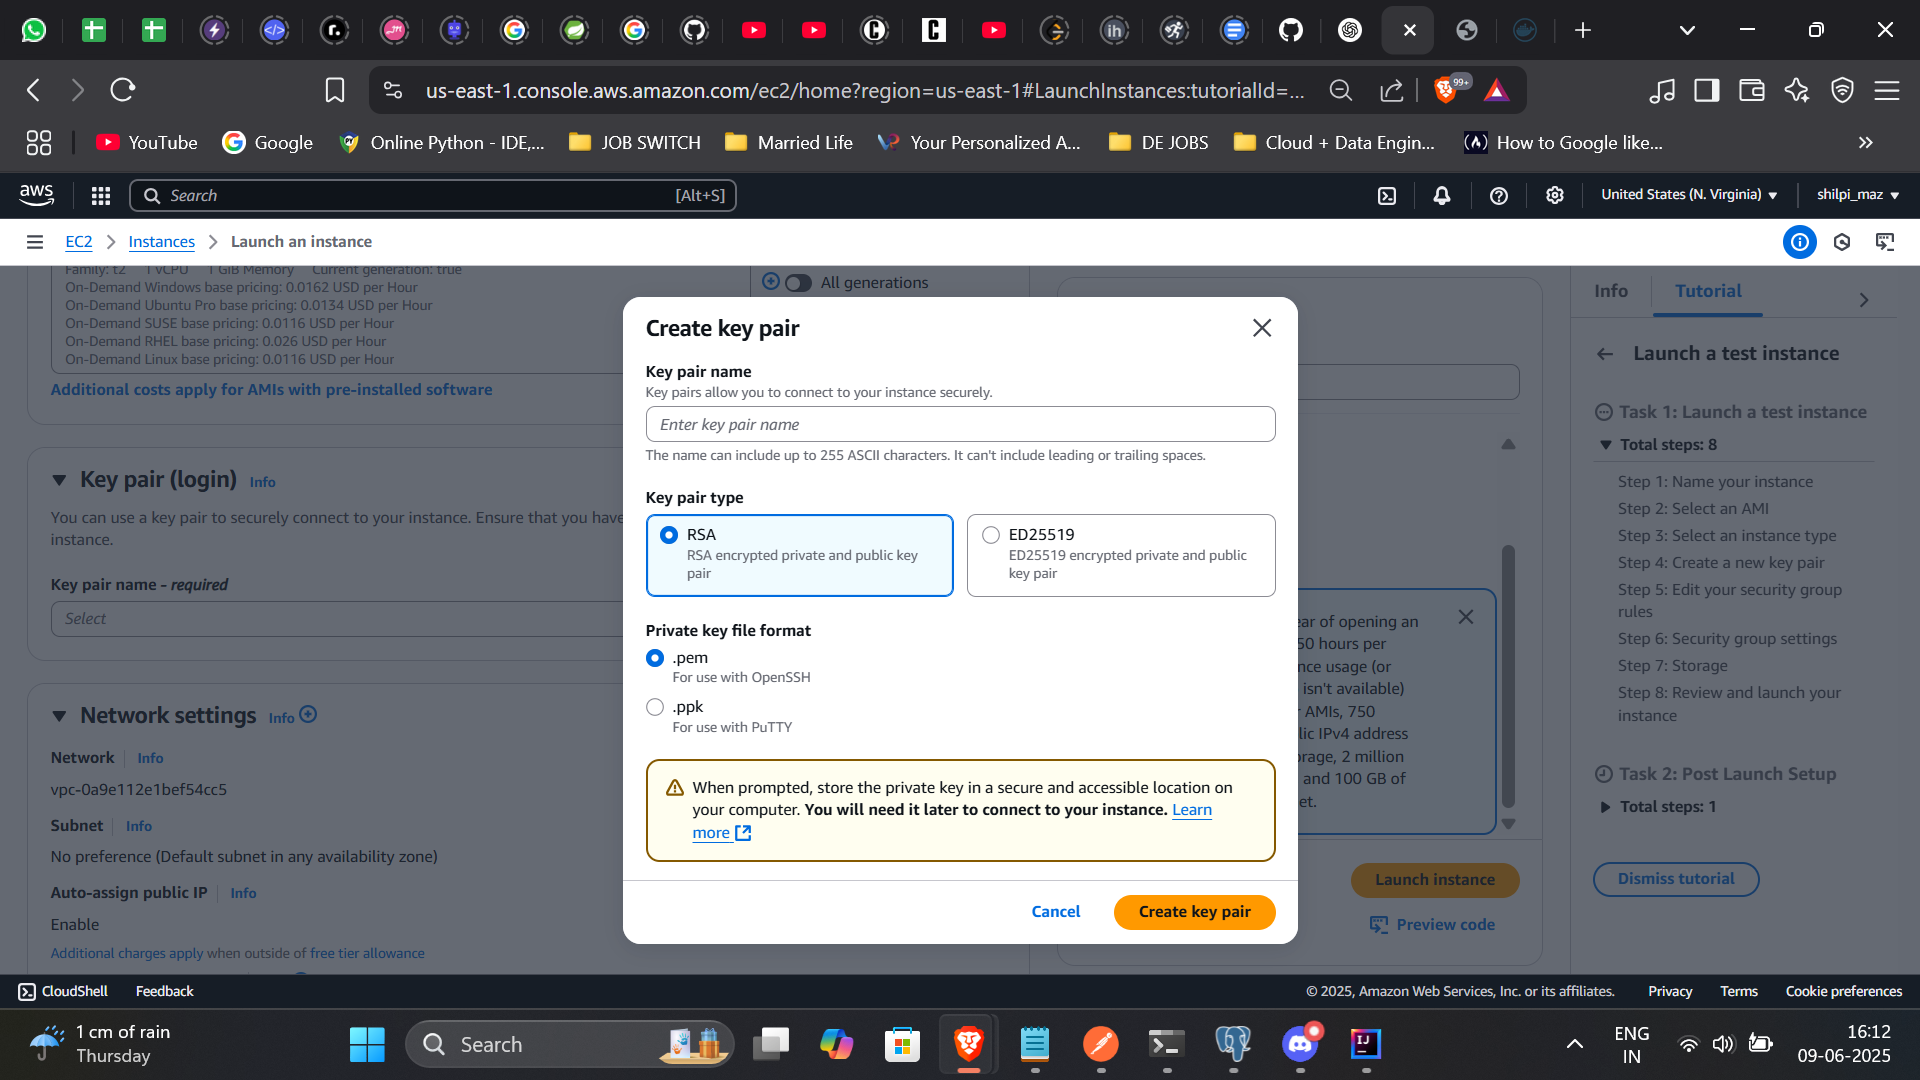 us-east-1.console.aws.amazon.com/ec2/home?region=us-east-1#LaunchInstances:tutorialId=...
99+
YouTube
Google
Online Python - IDE,...
JOB SWITCH
Married Life
Your Personalized A...
DE JOBS
Cloud + Data Engin...
How to Google like...
aws
Search
[Alt+S]
United States (N. Virginia)
shilpi_maz
EC2
Instances
Launch an instance
Family: t2 1 vCPU 1 GiB Memory Current generation: true
On-Demand Windows base pricing: 0.0162 USD per Hour
On-Demand Ubuntu Pro base pricing: 0.0134 USD per Hour
On-Demand SUSE base pricing: 0.0116 USD per Hour
On-Demand RHEL base pricing: 0.026 USD per Hour
On-Demand Linux base pricing: 0.0116 USD per Hour
All generations
Additional costs apply for AMIs with pre-installed software
Key pair (login) Info
You can use a key pair to securely connect to your instance. Ensure that you have
instance.
Key pair name - required
Select
Network settings Info
Network Info
vpc-0a9e112e1bef54cc5
Subnet Info
No preference (Default subnet in any availability zone)
Auto-assign public IP Info
Enable
Additional charges apply when outside of free tier allowance
Create key pair
Key pair name
Key pairs allow you to connect to your instance securely.
Enter key pair name
The name can include up to 255 ASCII characters. It can't include leading or trailing spaces.
Key pair type
RSA
RSA encrypted private and public key
pair
ED25519
ED25519 encrypted private and public
key pair
Private key file format
.pem
For use with OpenSSH
.ppk
For use with PuTTY
When prompted, store the private key in a secure and accessible location on
your computer. You will need it later to connect to your instance. Learn
more
Cancel
Create key pair
ear of opening an
50 hours per
nce usage (or
isn't available)
AMIs, 750
lic IPv4 address
orage, 2 million
and 100 GB of
et.
Launch instance
Preview code
Info
Tutorial
Launch a test instance
Task 1: Launch a test instance
Total steps: 8
Step 1: Name your instance
Step 2: Select an AMI
Step 3: Select an instance type
Step 4: Create a new key pair
Step 5: Edit your security group
rules
Step 6: Security group settings
Step 7: Storage
Step 8: Review and launch your
instance
Task 2: Post Launch Setup
Total steps: 1
Dismiss tutorial
CloudShell
Feedback
© 2025, Amazon Web Services, Inc. or its affiliates.
Privacy
Terms
Cookie preferences
1 cm of rain
Thursday
Search
ENG
IN
16:12
09-06-2025